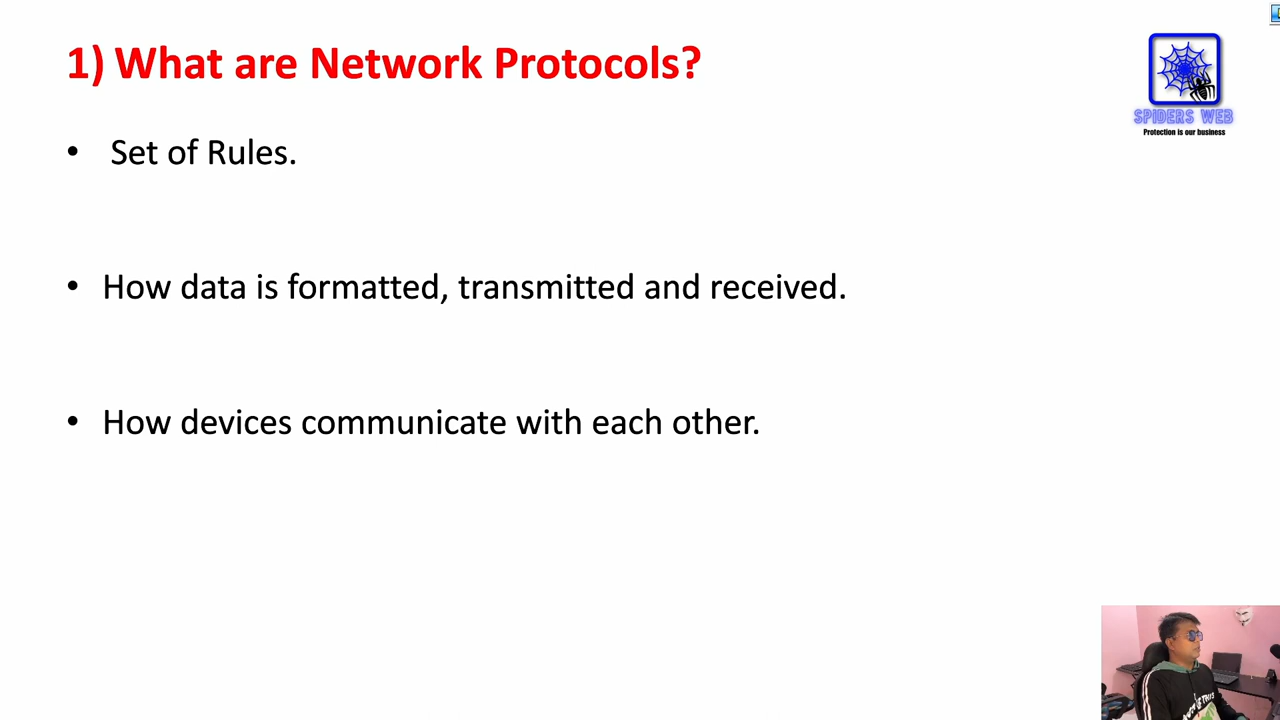 1) What are Network Protocols?
SPIDERS WEB
Protection is our business
• Set of Rules.
• How data is formatted, transmitted and received.
• How devices communicate with each other.